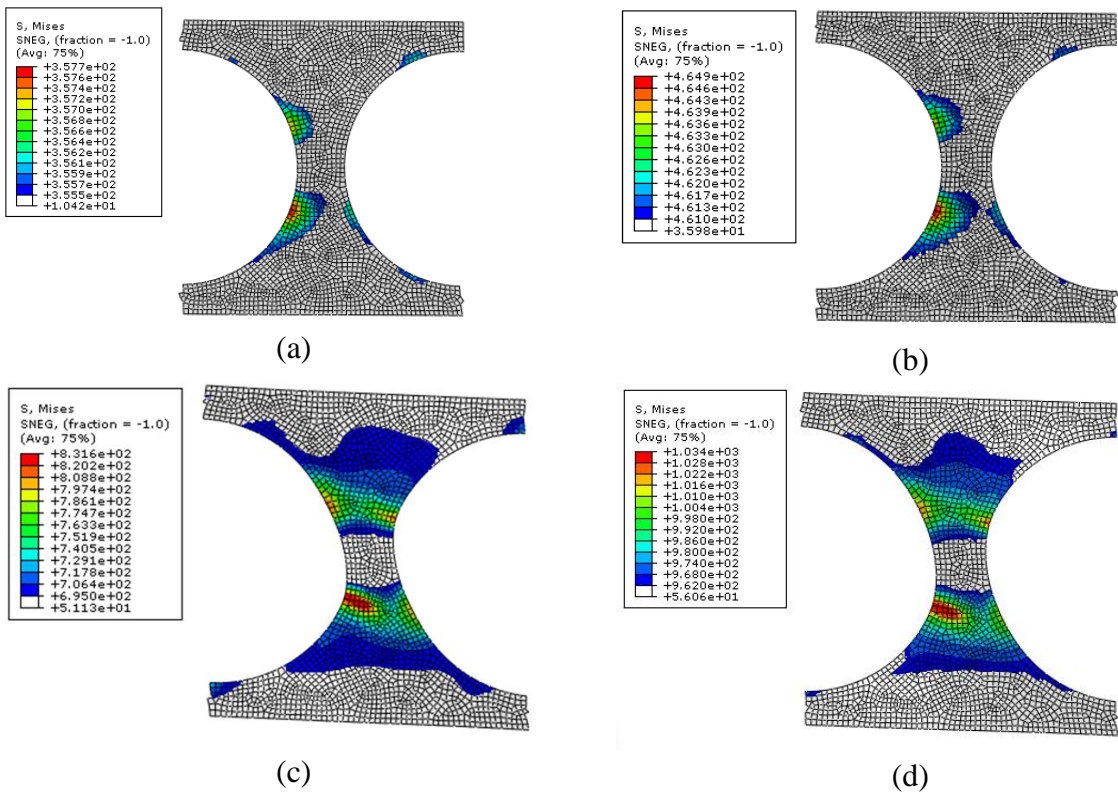 S, Mises
SNEG, (fraction = -1.0)
(Avg: 75%)
+3.577e+02
+3.576e+02
+3.574e+02
+3.572e+02
+3.570e+02
+3.568e+02
+3.566e+02
+3.564e+02
+3.562e+02
+3.561e+02
+3.559e+02
+3.557e+02
+3.555e+02
+1.042e+01
(a)
S, Mises
SNEG, (fraction = -1.0)
(Avg: 75%)
+4.649e+02
+4.646e+02
+4.643e+02
+4.639e+02
+4.636e+02
+4.633e+02
+4.630e+02
+4.626e+02
+4.623e+02
+4.620e+02
+4.617e+02
+4.613e+02
+4.610e+02
+3.598e+01
(b)
S, Mises
SNEG, (fraction = -1.0)
(Avg: 75%)
+8.316e+02
+8.202e+02
+8.088e+02
+7.974e+02
+7.861e+02
+7.747e+02
+7.633e+02
+7.519e+02
+7.405e+02
+7.291e+02
+7.178e+02
+7.064e+02
+6.950e+02
+5.113e+01
(c)
S, Mises
SNEG, (fraction = -1.0)
(Avg: 75%)
+1.034e+03
+1.028e+03
+1.022e+03
+1.016e+03
+1.010e+03
+1.004e+03
+9.980e+02
+9.920e+02
+9.860e+02
+9.800e+02
+9.740e+02
+9.680e+02
+9.620e+02
+5.606e+01
(d)